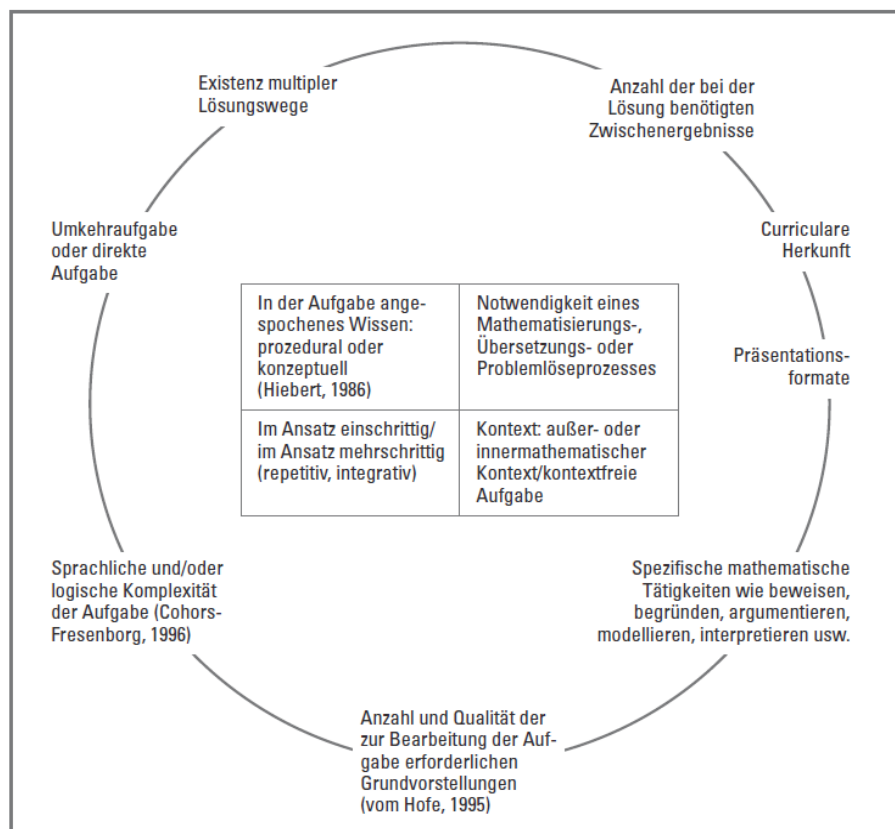 Existenz multipler
Lösungswege
Anzahl der bei der
Lösung benötigten
Zwischenergebnisse
Umkehraufgabe
oder direkte
Aufgabe
Curriculare
Herkunft
In der Aufgabe ange-
spochenes Wissen:
prozedural oder
konzeptuell
(Hiebert, 1986)
Notwendigkeit eines
Mathematisierungs-,
Übersetzungs- oder
Problemlöseprozesses
Präsentations-
formate
Im Ansatz einschrittig/
im Ansatz mehrschrittig
(repetitiv, integrativ)
Kontext: außer- oder
innermathematischer
Kontext/kontextfreie
Aufgabe
Sprachliche und/oder
logische Komplexität
der Aufgabe (Cohors-
Fresenborg, 1996)
Spezifische mathematische
Tätigkeiten wie beweisen,
begründen, argumentieren,
modellieren, interpretieren usw.
Anzahl und Qualität der
zur Bearbeitung der Auf-
gabe erforderlichen
Grundvorstellungen
(vom Hofe, 1995)